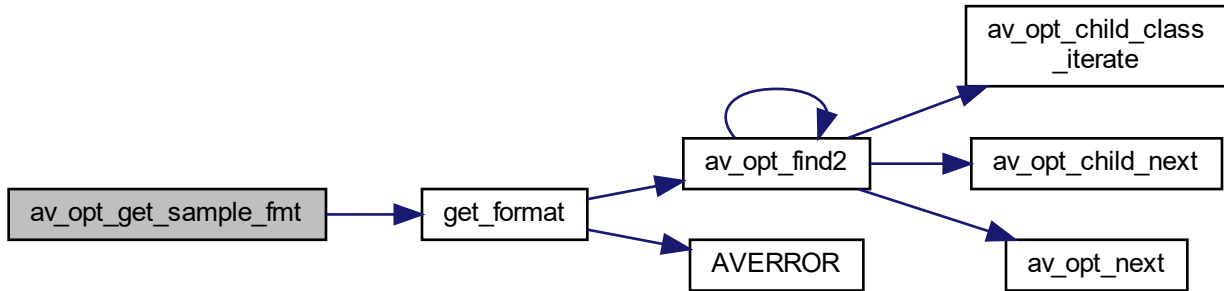 av_opt_get_sample_fmt
get_format
av_opt_find2
AVERROR
av_opt_child_class
_iterate
av_opt_child_next
av_opt_next